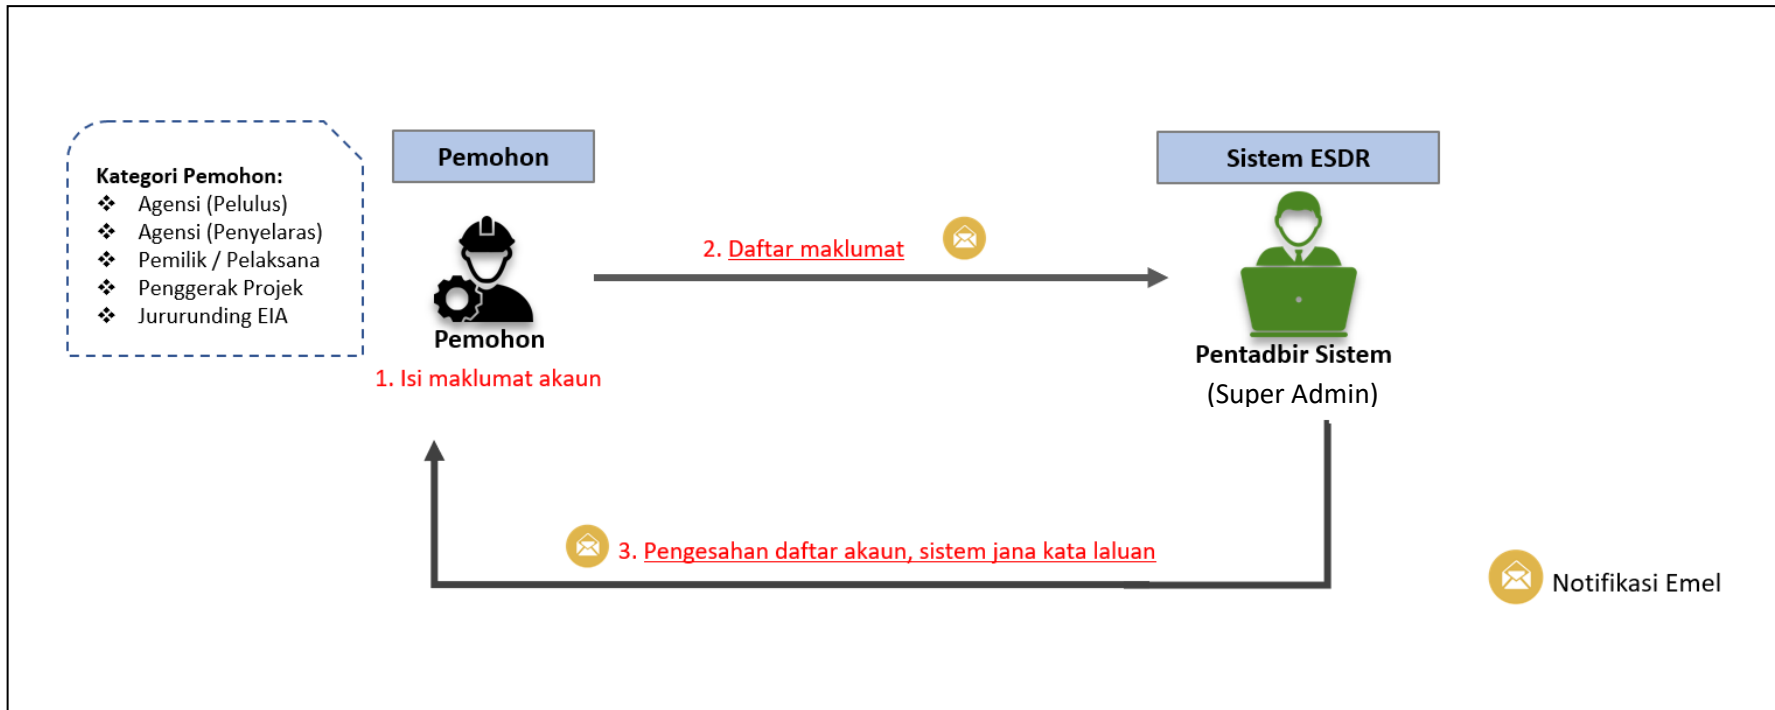 Kategori Pemohon:
❖ Agensi (Pelulus)
❖ Agensi (Penyelaras)
❖ Pemilik / Pelaksana
❖ Penggerak Projek
❖ Jururunding EIA
Pemohon
Pemohon
1. Isi maklumat akaun
2. Daftar maklumat
Sistem ESDR
Pentadbir Sistem
(Super Admin)
3. Pengesahan daftar akaun, sistem jana kata laluan
Notifikasi Emel